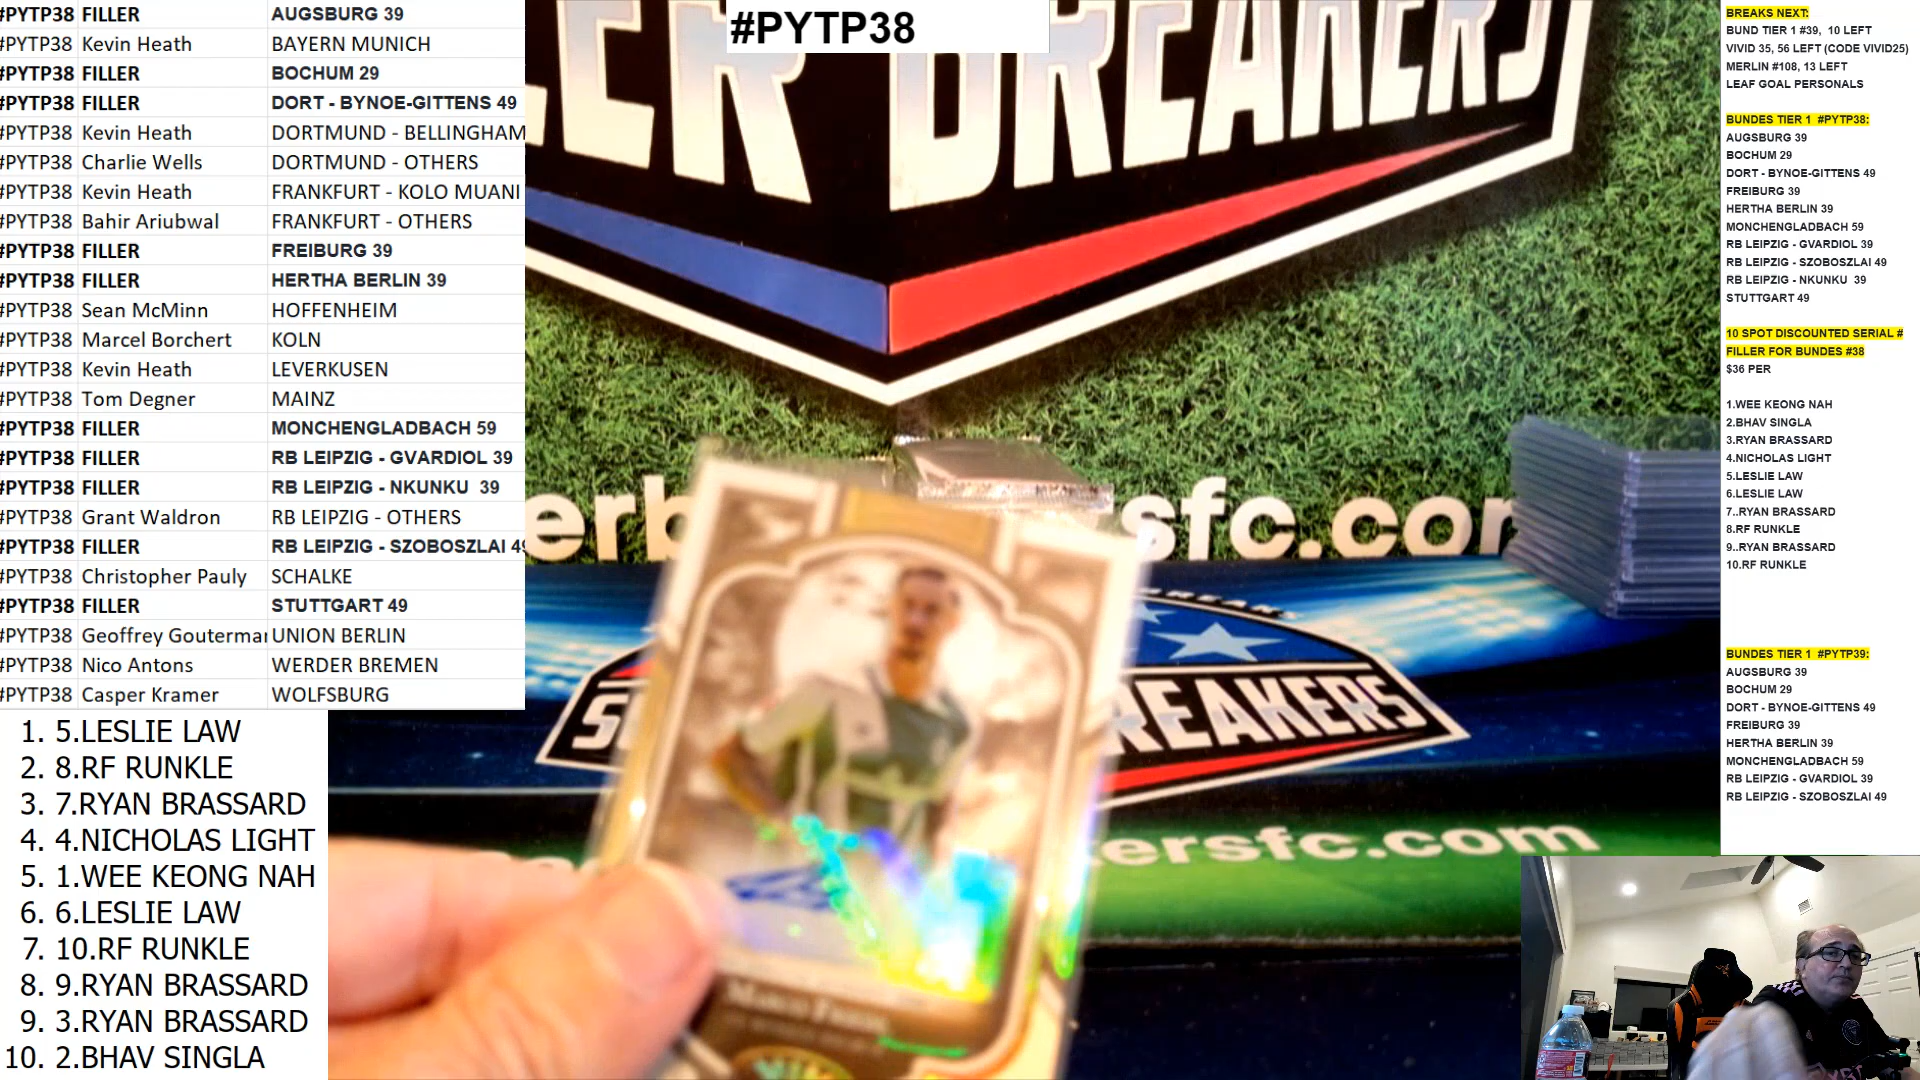 #PYTP38 FILLER AUGSBURG 39
#PYTP38 Kevin Heath BAYERN MUNICH
#PYTP38 FILLER BOCHUM 29
#PYTP38 FILLER DORT - BYNOE-GITTENS 49
#PYTP38 Kevin Heath DORTMUND - BELLINGHAM
#PYTP38 Charlie Wells DORTMUND - OTHERS
#PYTP38 Kevin Heath FRANKFURT - KOLO MUANI
#PYTP38 Bahir Ariubwal FRANKFURT - OTHERS
#PYTP38 FILLER FREIBURG 39
#PYTP38 FILLER HERTHA BERLIN 39
#PYTP38 Sean McMinn HOFFENHEIM
#PYTP38 Marcel Borchert KOLN
#PYTP38 Kevin Heath LEVERKUSEN
#PYTP38 Tom Degner MAINZ
#PYTP38 FILLER MONCHENGLADBACH 59
#PYTP38 FILLER RB LEIPZIG - GVARDIOL 39
#PYTP38 FILLER RB LEIPZIG - NKUNKU 39
#PYTP38 Grant Waldron RB LEIPZIG - OTHERS
#PYTP38 FILLER RB LEIPZIG - SZOBOSZLAI 49
#PYTP38 Christopher Pauly SCHALKE
#PYTP38 FILLER STUTTGART 49
#PYTP38 Geoffrey Gouterman UNION BERLIN
#PYTP38 Nico Antons WERDER BREMEN
#PYTP38 Casper Kramer WOLFSBURG
1. 5.LESLIE LAW
2. 8.RF RUNKLE
3. 7.RYAN BRASSARD
4. 4.NICHOLAS LIGHT
5. 1.WEE KEONG NAH
6. 6.LESLIE LAW
7. 10.RF RUNKLE
8. 9.RYAN BRASSARD
9. 3.RYAN BRASSARD
10. 2.BHAV SINGLA
#PYTP38
ER BREAKERS
erb sfc.com
REAKERS
kersfc.com
BREAKS NEXT:
BUND TIER 1 #39, 10 LEFT
VIVID 35, 56 LEFT (CODE VIVID25)
MERLIN #108, 13 LEFT
LEAF GOAL PERSONALS
BUNDES TIER 1 #PYTP38:
AUGSBURG 39
BOCHUM 29
DORT - BYNOE-GITTENS 49
FREIBURG 39
HERTHA BERLIN 39
MONCHENGLADBACH 59
RB LEIPZIG - GVARDIOL 39
RB LEIPZIG - SZOBOSZLAI 49
RB LEIPZIG - NKUNKU 39
STUTTGART 49
10 SPOT DISCOUNTED SERIAL #
FILLER FOR BUNDES #38
$36 PER
1.WEE KEONG NAH
2.BHAV SINGLA
3.RYAN BRASSARD
4.NICHOLAS LIGHT
5.LESLIE LAW
6.LESLIE LAW
7..RYAN BRASSARD
8.RF RUNKLE
9..RYAN BRASSARD
10.RF RUNKLE
BUNDES TIER 1 #PYTP39:
AUGSBURG 39
BOCHUM 29
DORT - BYNOE-GITTENS 49
FREIBURG 39
HERTHA BERLIN 39
MONCHENGLADBACH 59
RB LEIPZIG - GVARDIOL 39
RB LEIPZIG - SZOBOSZLAI 49